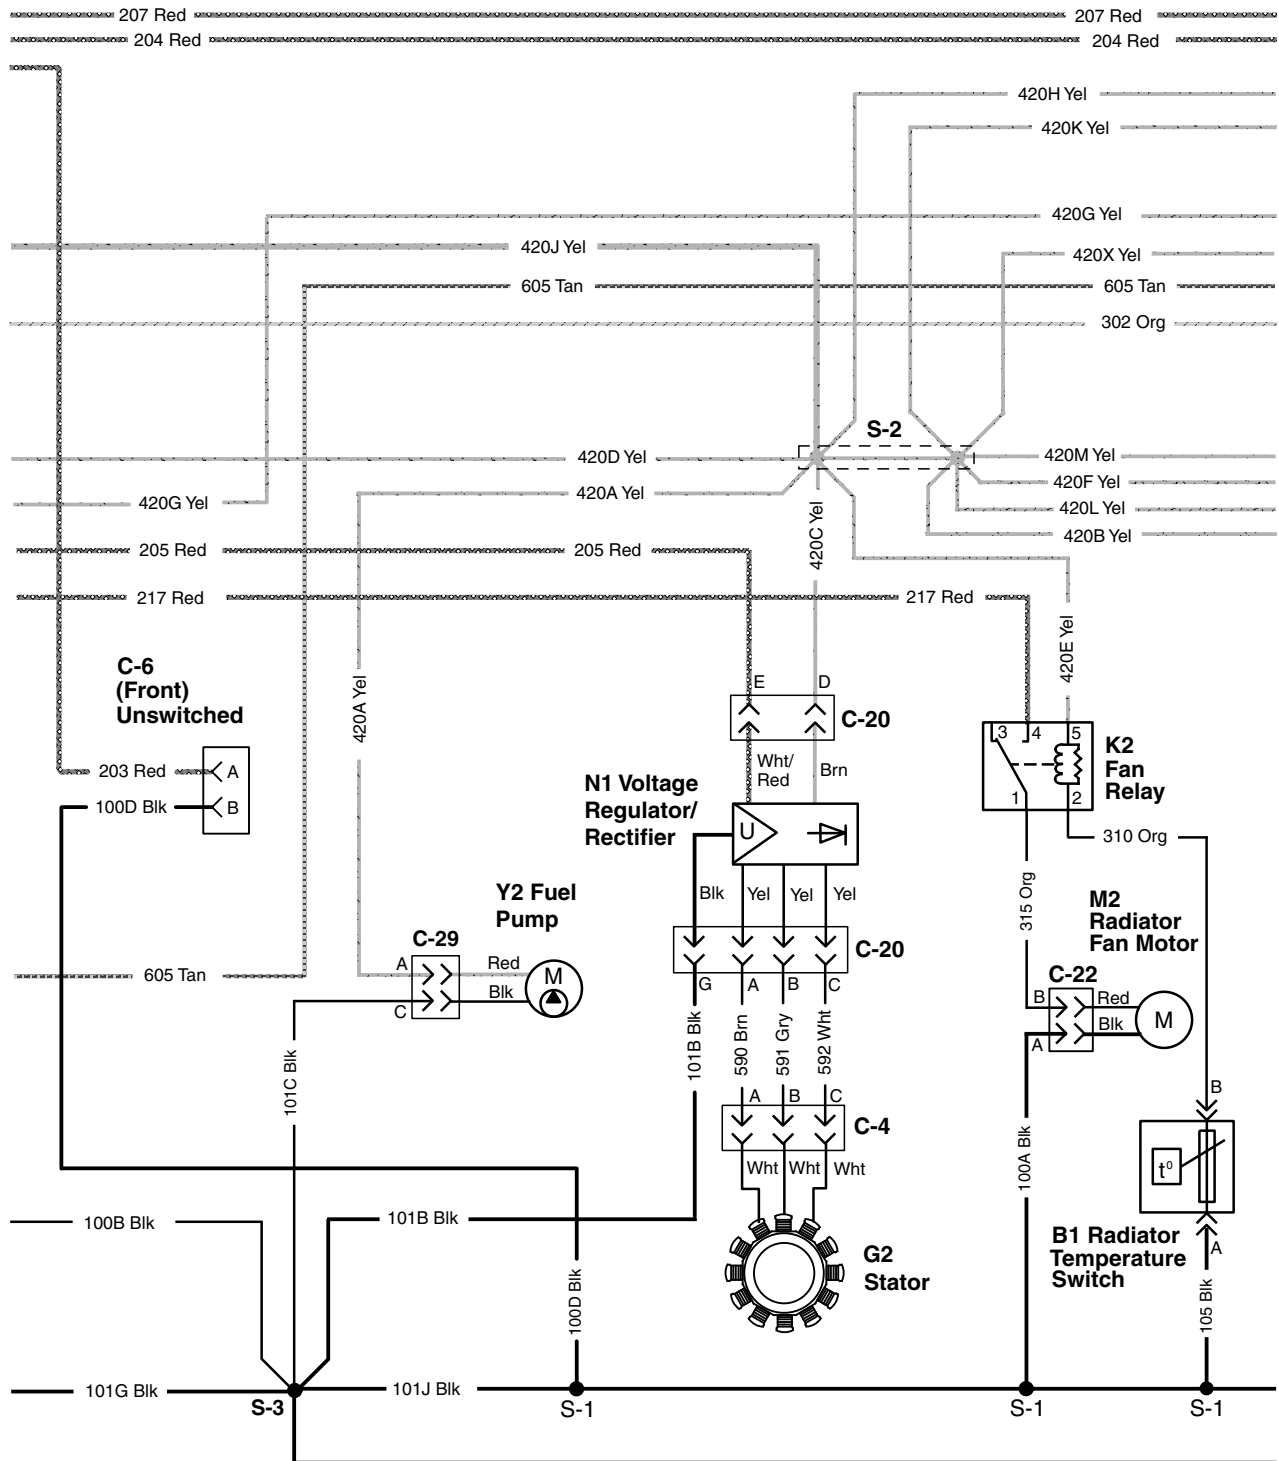 207 Red
207 Red
204 Red
204 Red
420H Yel
420K Yel
420G Yel
420J Yel
420X Yel
605 Tan
605 Tan
302 Org
S-2
420D Yel
420M Yel
420F Yel
420A Yel
420G Yel
420L Yel
420B Yel
420C Yel
205 Red
205 Red
217 Red
217 Red
420E Yel
C-6
(Front)
Unswitched
420A Yel
E
D
C-20
3
4
5
K2
Fan
Relay
1
2
203 Red
A
100D Blk
B
Wht/
Red
Brn
N1 Voltage
Regulator/
Rectifier
U
310 Org
Blk
Yel
Yel
Yel
315 Org
M2
Radiator
Fan Motor
Y2 Fuel
Pump
C-29
C-20
A
Red
M
605 Tan
Blk
C
G
A
B
C
C-22
B
Red
Blk
M
A
101B Blk
590 Brn
591 Gry
592 Wht
101C Blk
A
B
C
C-4
B
Wht
Wht
Wht
t°
100A Blk
100B Blk
101B Blk
G2
Stator
B1 Radiator
Temperature
Switch
A
100D Blk
105 Blk
101G Blk
101J Blk
S-3
S-1
S-1
S-1